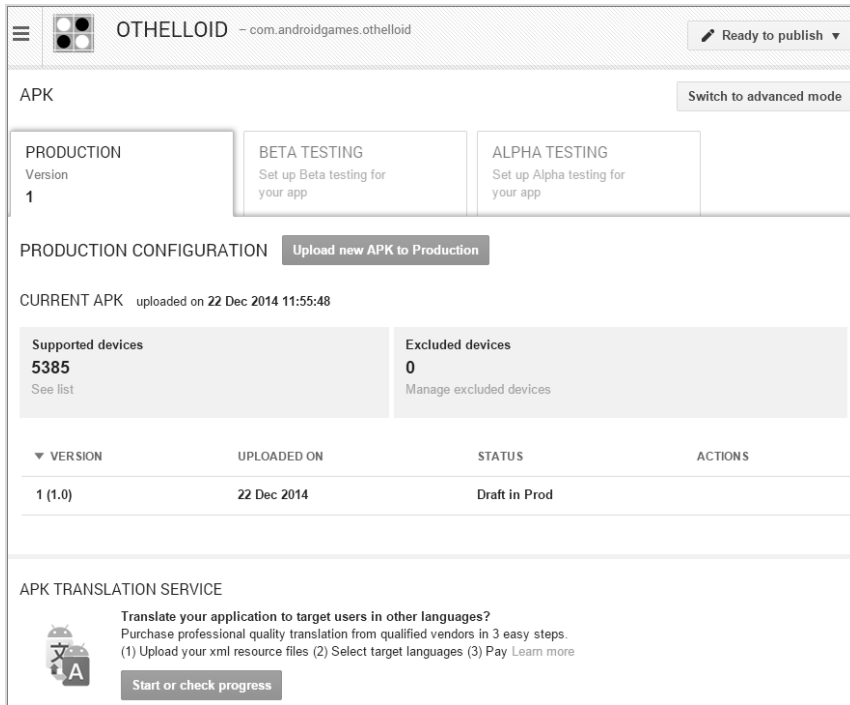 OTHELLOID – com.androidgames.othelloid
Ready to publish
APK
Switch to advanced mode
PRODUCTION
Version
1
BETA TESTING
Set up Beta testing for
your app
ALPHA TESTING
Set up Alpha testing for
your app
PRODUCTION CONFIGURATION Upload new APK to Production
CURRENT APK uploaded on 22 Dec 2014 11:55:48
Supported devices
5385
See list
Excluded devices
0
Manage excluded devices
VERSION UPLOADED ON STATUS ACTIONS
1 (1.0) 22 Dec 2014 Draft in Prod
APK TRANSLATION SERVICE
Translate your application to target users in other languages?
Purchase professional quality translation from qualified vendors in 3 easy steps.
(1) Upload your xml resource files (2) Select target languages (3) Pay Learn more
文
A
Start or check progress